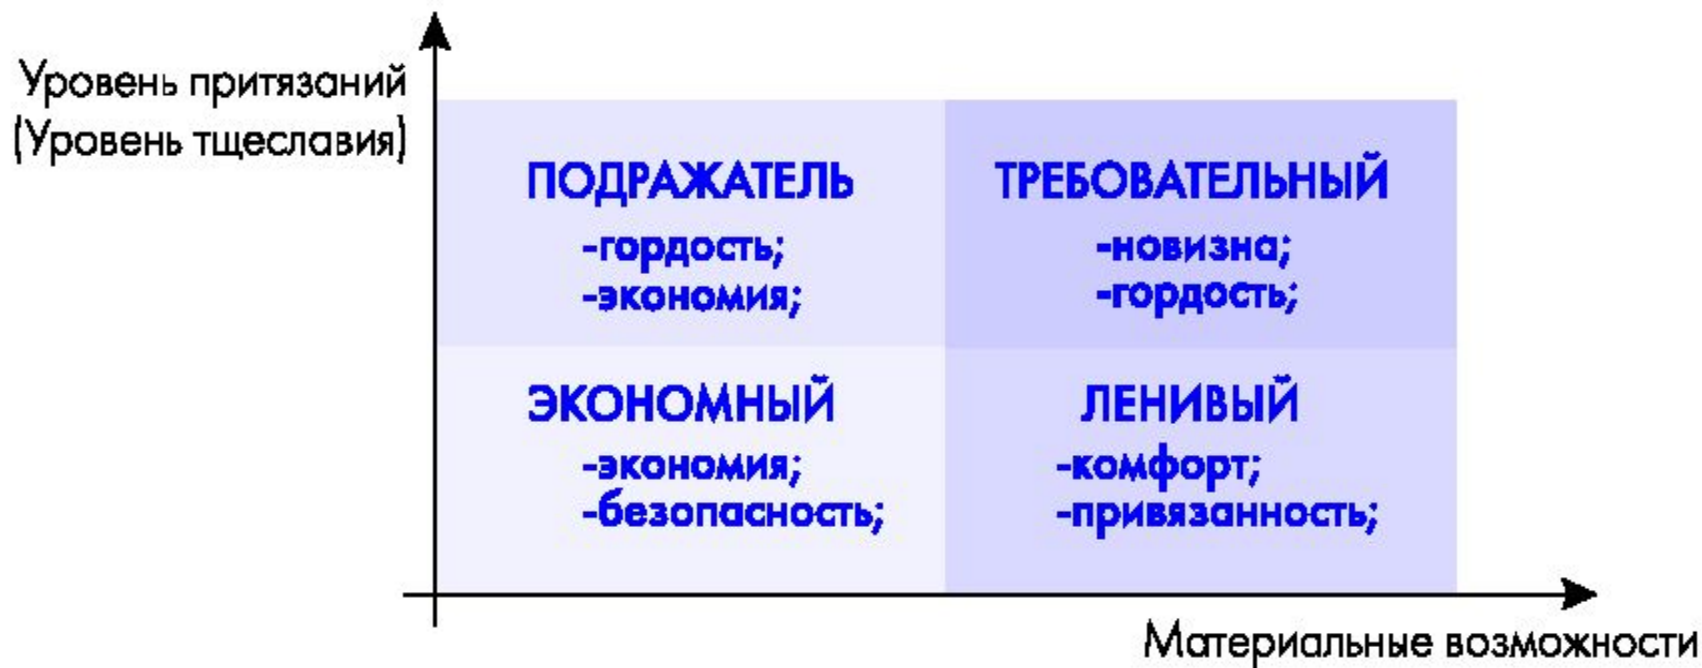 Уровень притязаний
(Уровень тщеславия)
ПОДРАЖАТЕЛЬ
-гордость;
-экономия;
ТРЕБОВАТЕЛЬНЫЙ
-новизна;
-гордость;
ЭКОНОМНЫЙ
-экономия;
-безопасность;
ЛЕНИВЫЙ
-комфорт;
-привязанность;
Материальные возможности